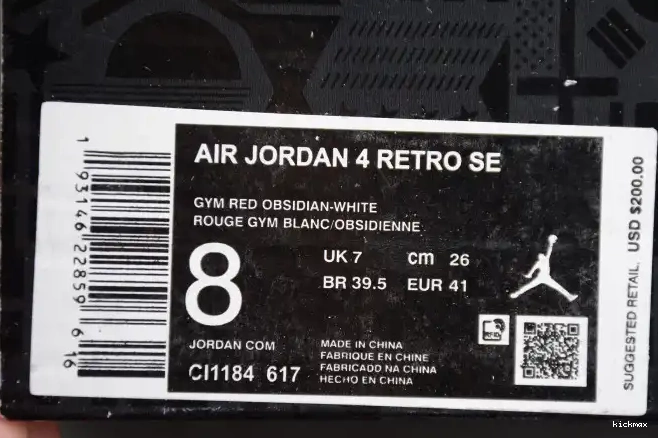 AIR JORDAN 4 RETRO SE
GYM RED OBSIDIAN-WHITE
ROUGE GYM BLANC/OBSIDIENNE
8
UK 7 cm 26
BR 39.5 EUR 41
JORDAN COM
CI1184 617
MADE IN CHINA
FABRIQUE EN CHINE
FABRICADO NA CHINA
HECHO EN CHINA
1 93146 22859 6 16
SUGGESTED RETAIL. USD $200.00
kickmax